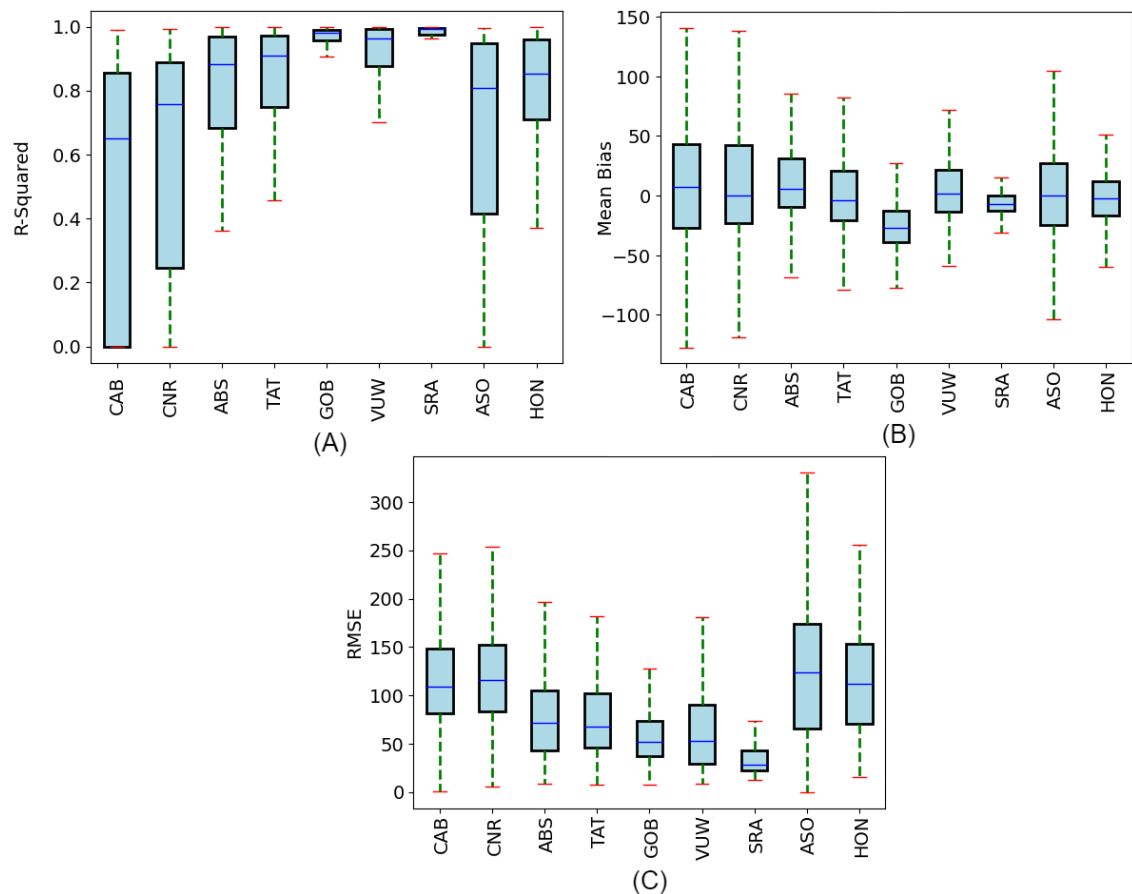 1.0
0.8
0.6
0.4
0.2
0.0
R-Squared
CAB CNR ABS TAT GOB VUW SRA ASO HON
(A)
150
100
50
0
−50
−100
Mean Bias
CAB CNR ABS TAT GOB VUW SRA ASO HON
(B)
300
250
200
150
100
50
0
RMSE
CAB CNR ABS TAT GOB VUW SRA ASO HON
(C)